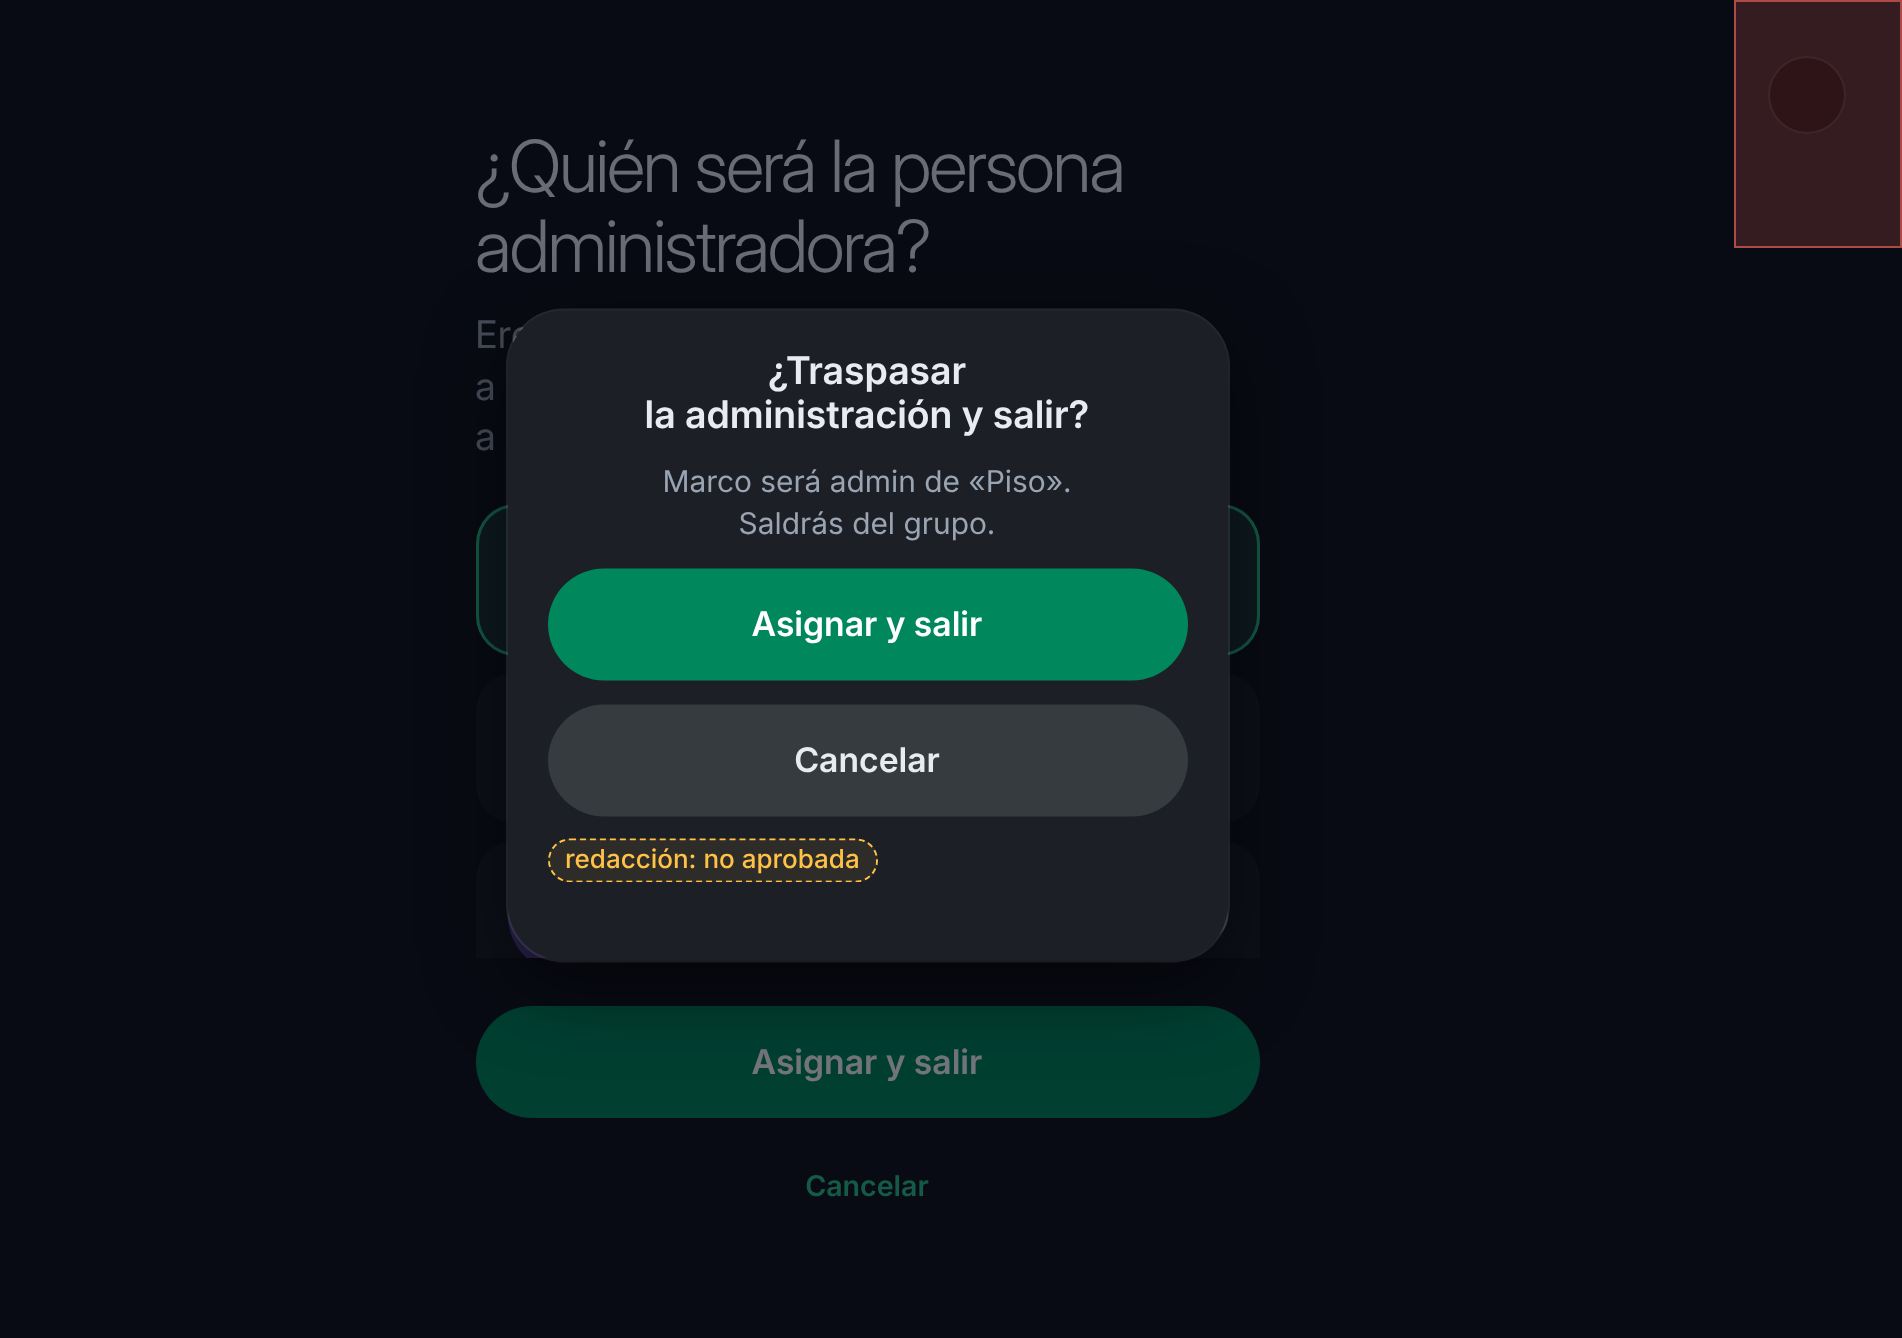 ¿Quién será la persona
administradora?
a
a
¿Traspasar
la administración y salir?
Marco será admin de «Piso».
Saldrás del grupo.
Asignar y salir
Cancelar
redacción: no aprobada
Asignar y salir
Cancelar